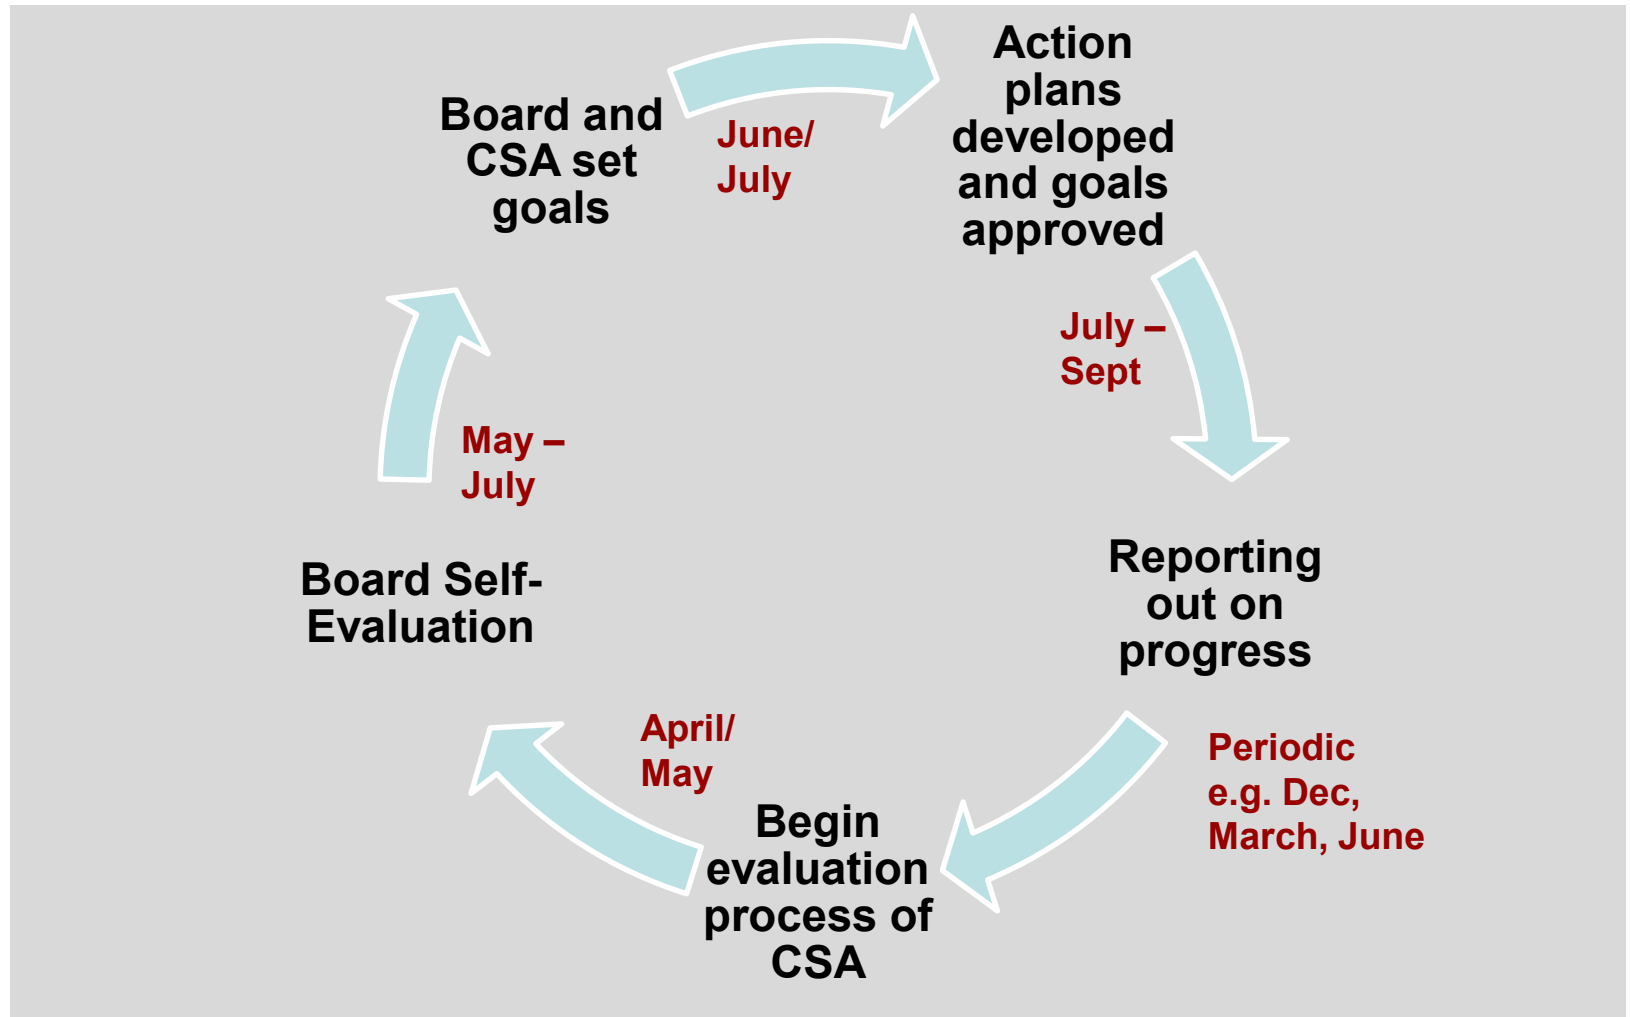 Board and
CSA set
goals
June/
July
Action
plans
developed
and goals
approved
July –
Sept
Reporting
out on
progress
Periodic
e.g. Dec,
March, June
Begin
evaluation
process of
CSA
April/
May
Board Self-
Evaluation
May –
July